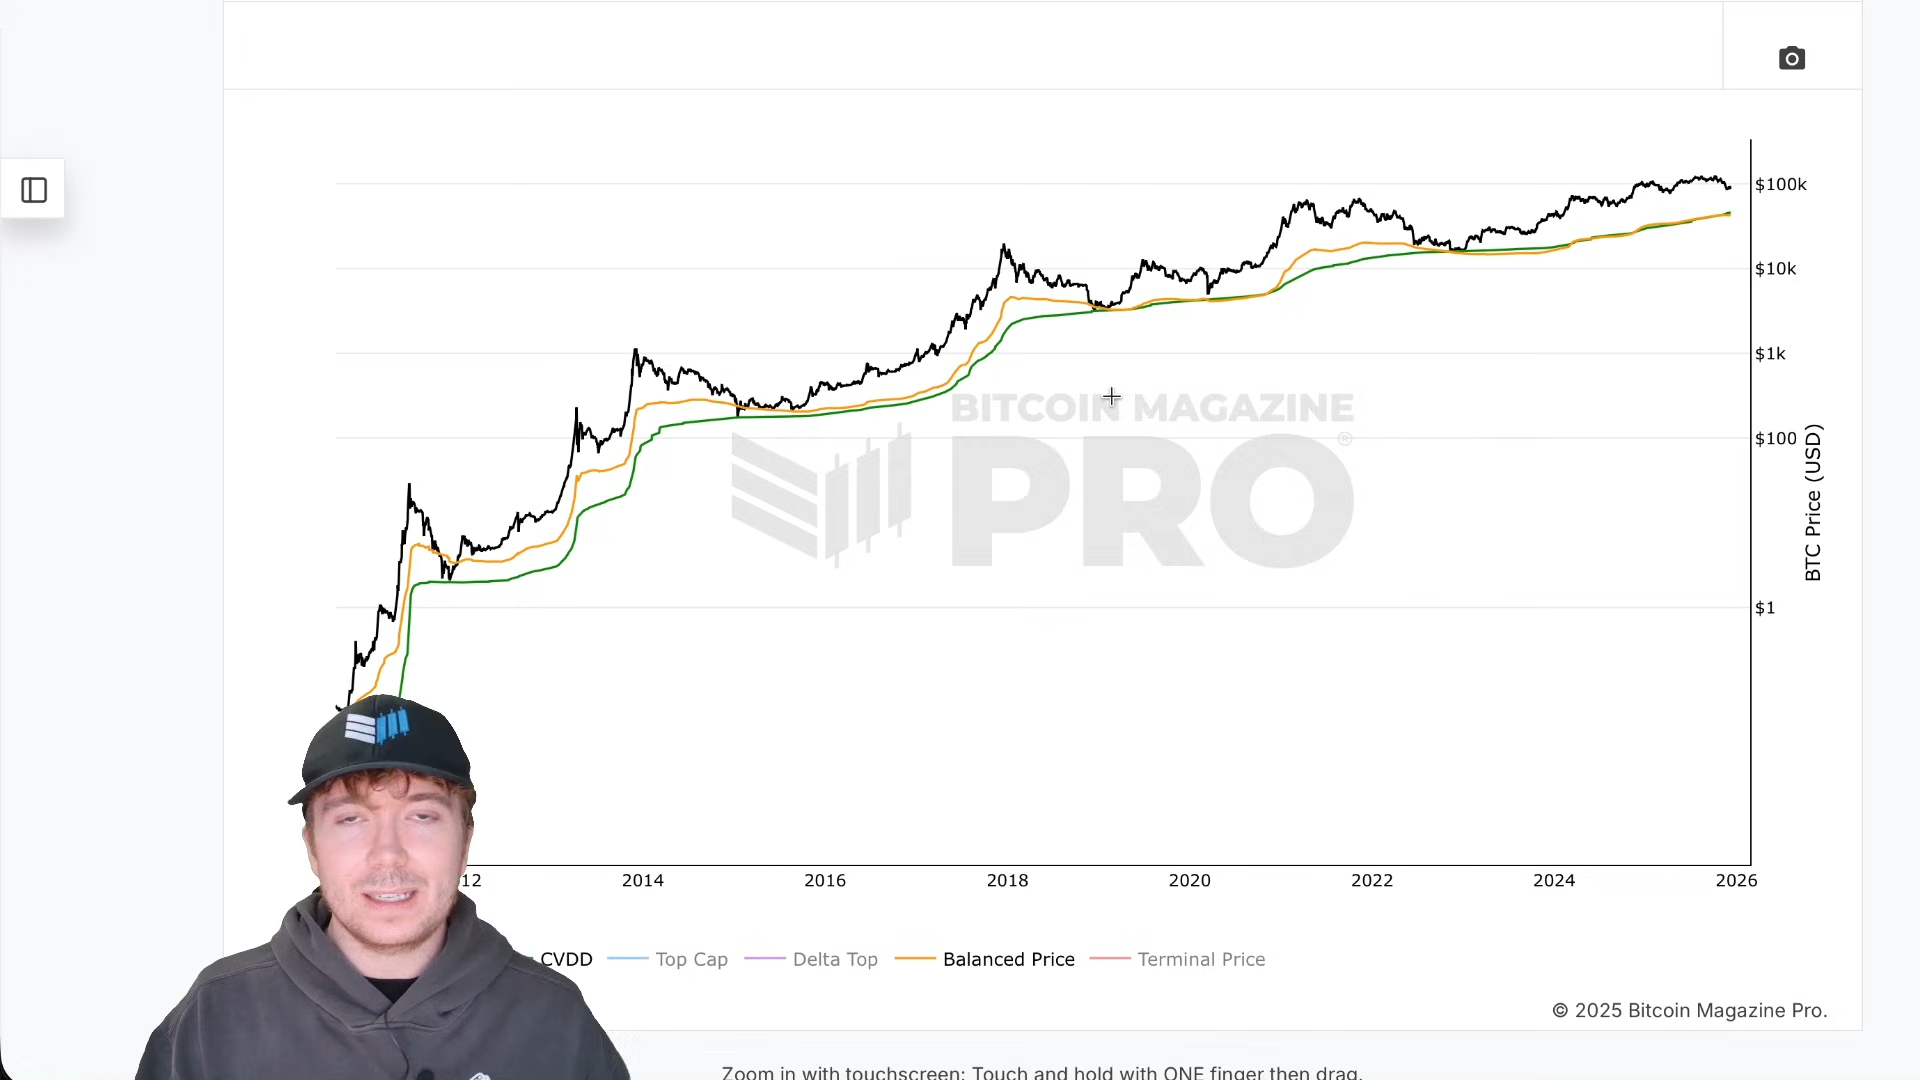 $100k
$10k
$1k
$100
$1
BTC Price (USD)
BITCOIN MAGAZINE
PRO®
12 2014 2016 2018 2020 2022 2024 2026
CVDD Top Cap Delta Top Balanced Price Terminal Price
© 2025 Bitcoin Magazine Pro.
Zoom in with touchscreen: Touch and hold with ONE finger then drag.